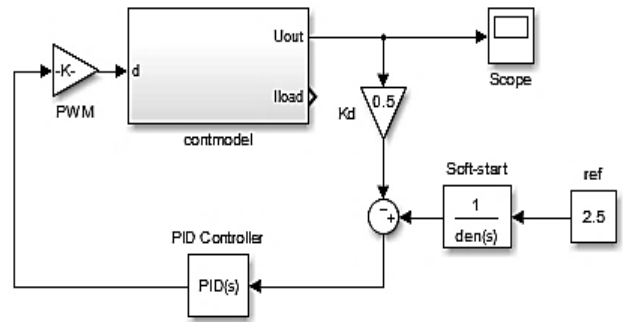 Uout
-K-
d
Iload
PWM
contmodel
0.5
Kd
Scope
Soft-start
ref
1
den(s)
2.5
-
+
PID Controller
PID(s)